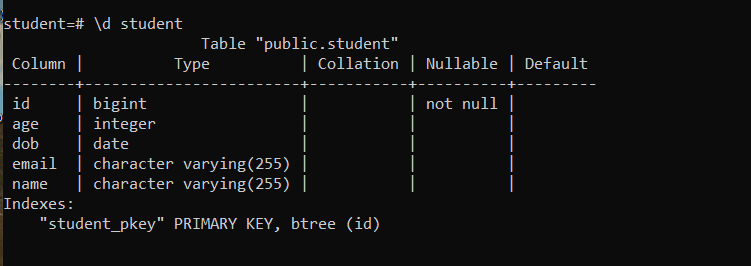 student=# \d student
                      Table "public.student"
 Column |          Type          | Collation | Nullable | Default
--------+------------------------+-----------+----------+---------
 id     | bigint                 |           | not null |
 age    | integer                |           |          |
 dob    | date                   |           |          |
 email  | character varying(255) |           |          |
 name   | character varying(255) |           |          |
Indexes:
    "student_pkey" PRIMARY KEY, btree (id)